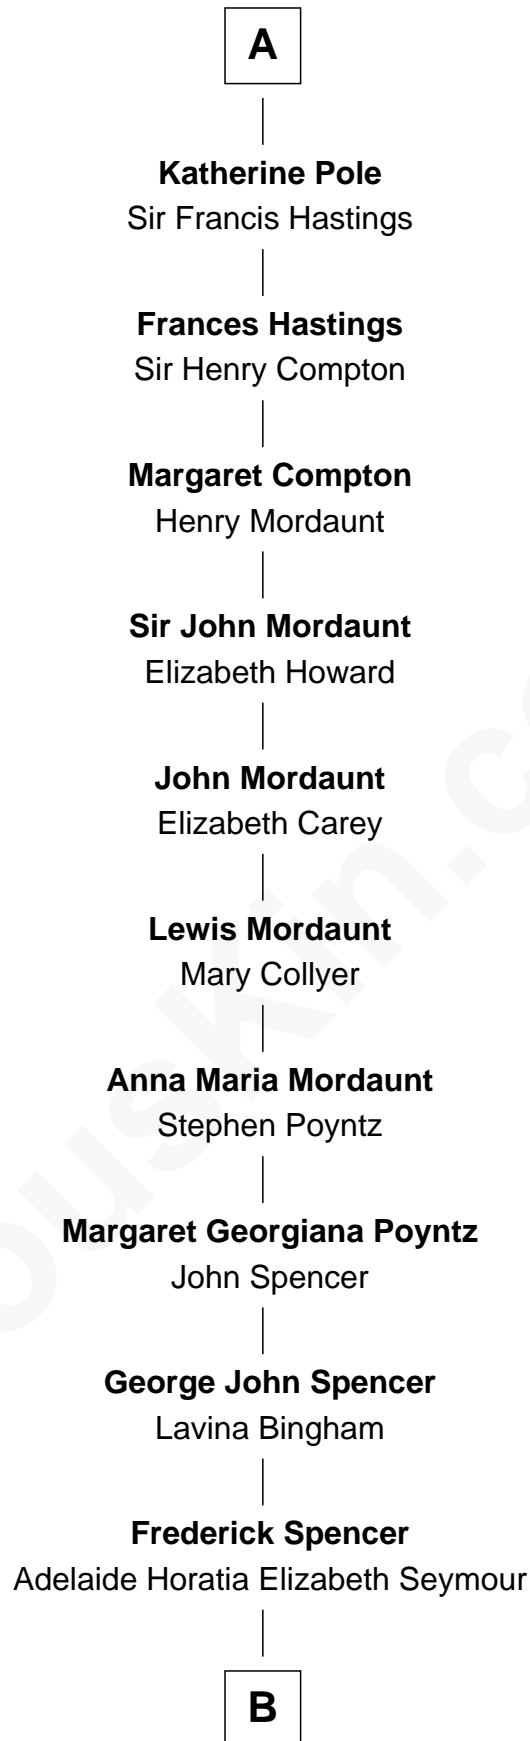 A
Katherine Pole
Sir Francis Hastings
Frances Hastings
Sir Henry Compton
Margaret Compton
Henry Mordaunt
Sir John Mordaunt
Elizabeth Howard
John Mordaunt
Elizabeth Carey
Lewis Mordaunt
Mary Collyer
Anna Maria Mordaunt
Stephen Poyntz
Margaret Georgiana Poyntz
John Spencer
George John Spencer
Lavina Bingham
Frederick Spencer
Adelaide Horatia Elizabeth Seymour
B